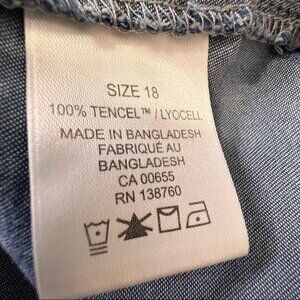 SIZE 18
100% TENCEL™ / LYOCELL
MADE IN BANGLADESH
FABRIQUÉ AU
BANGLADESH
CA 00655
RN 138760